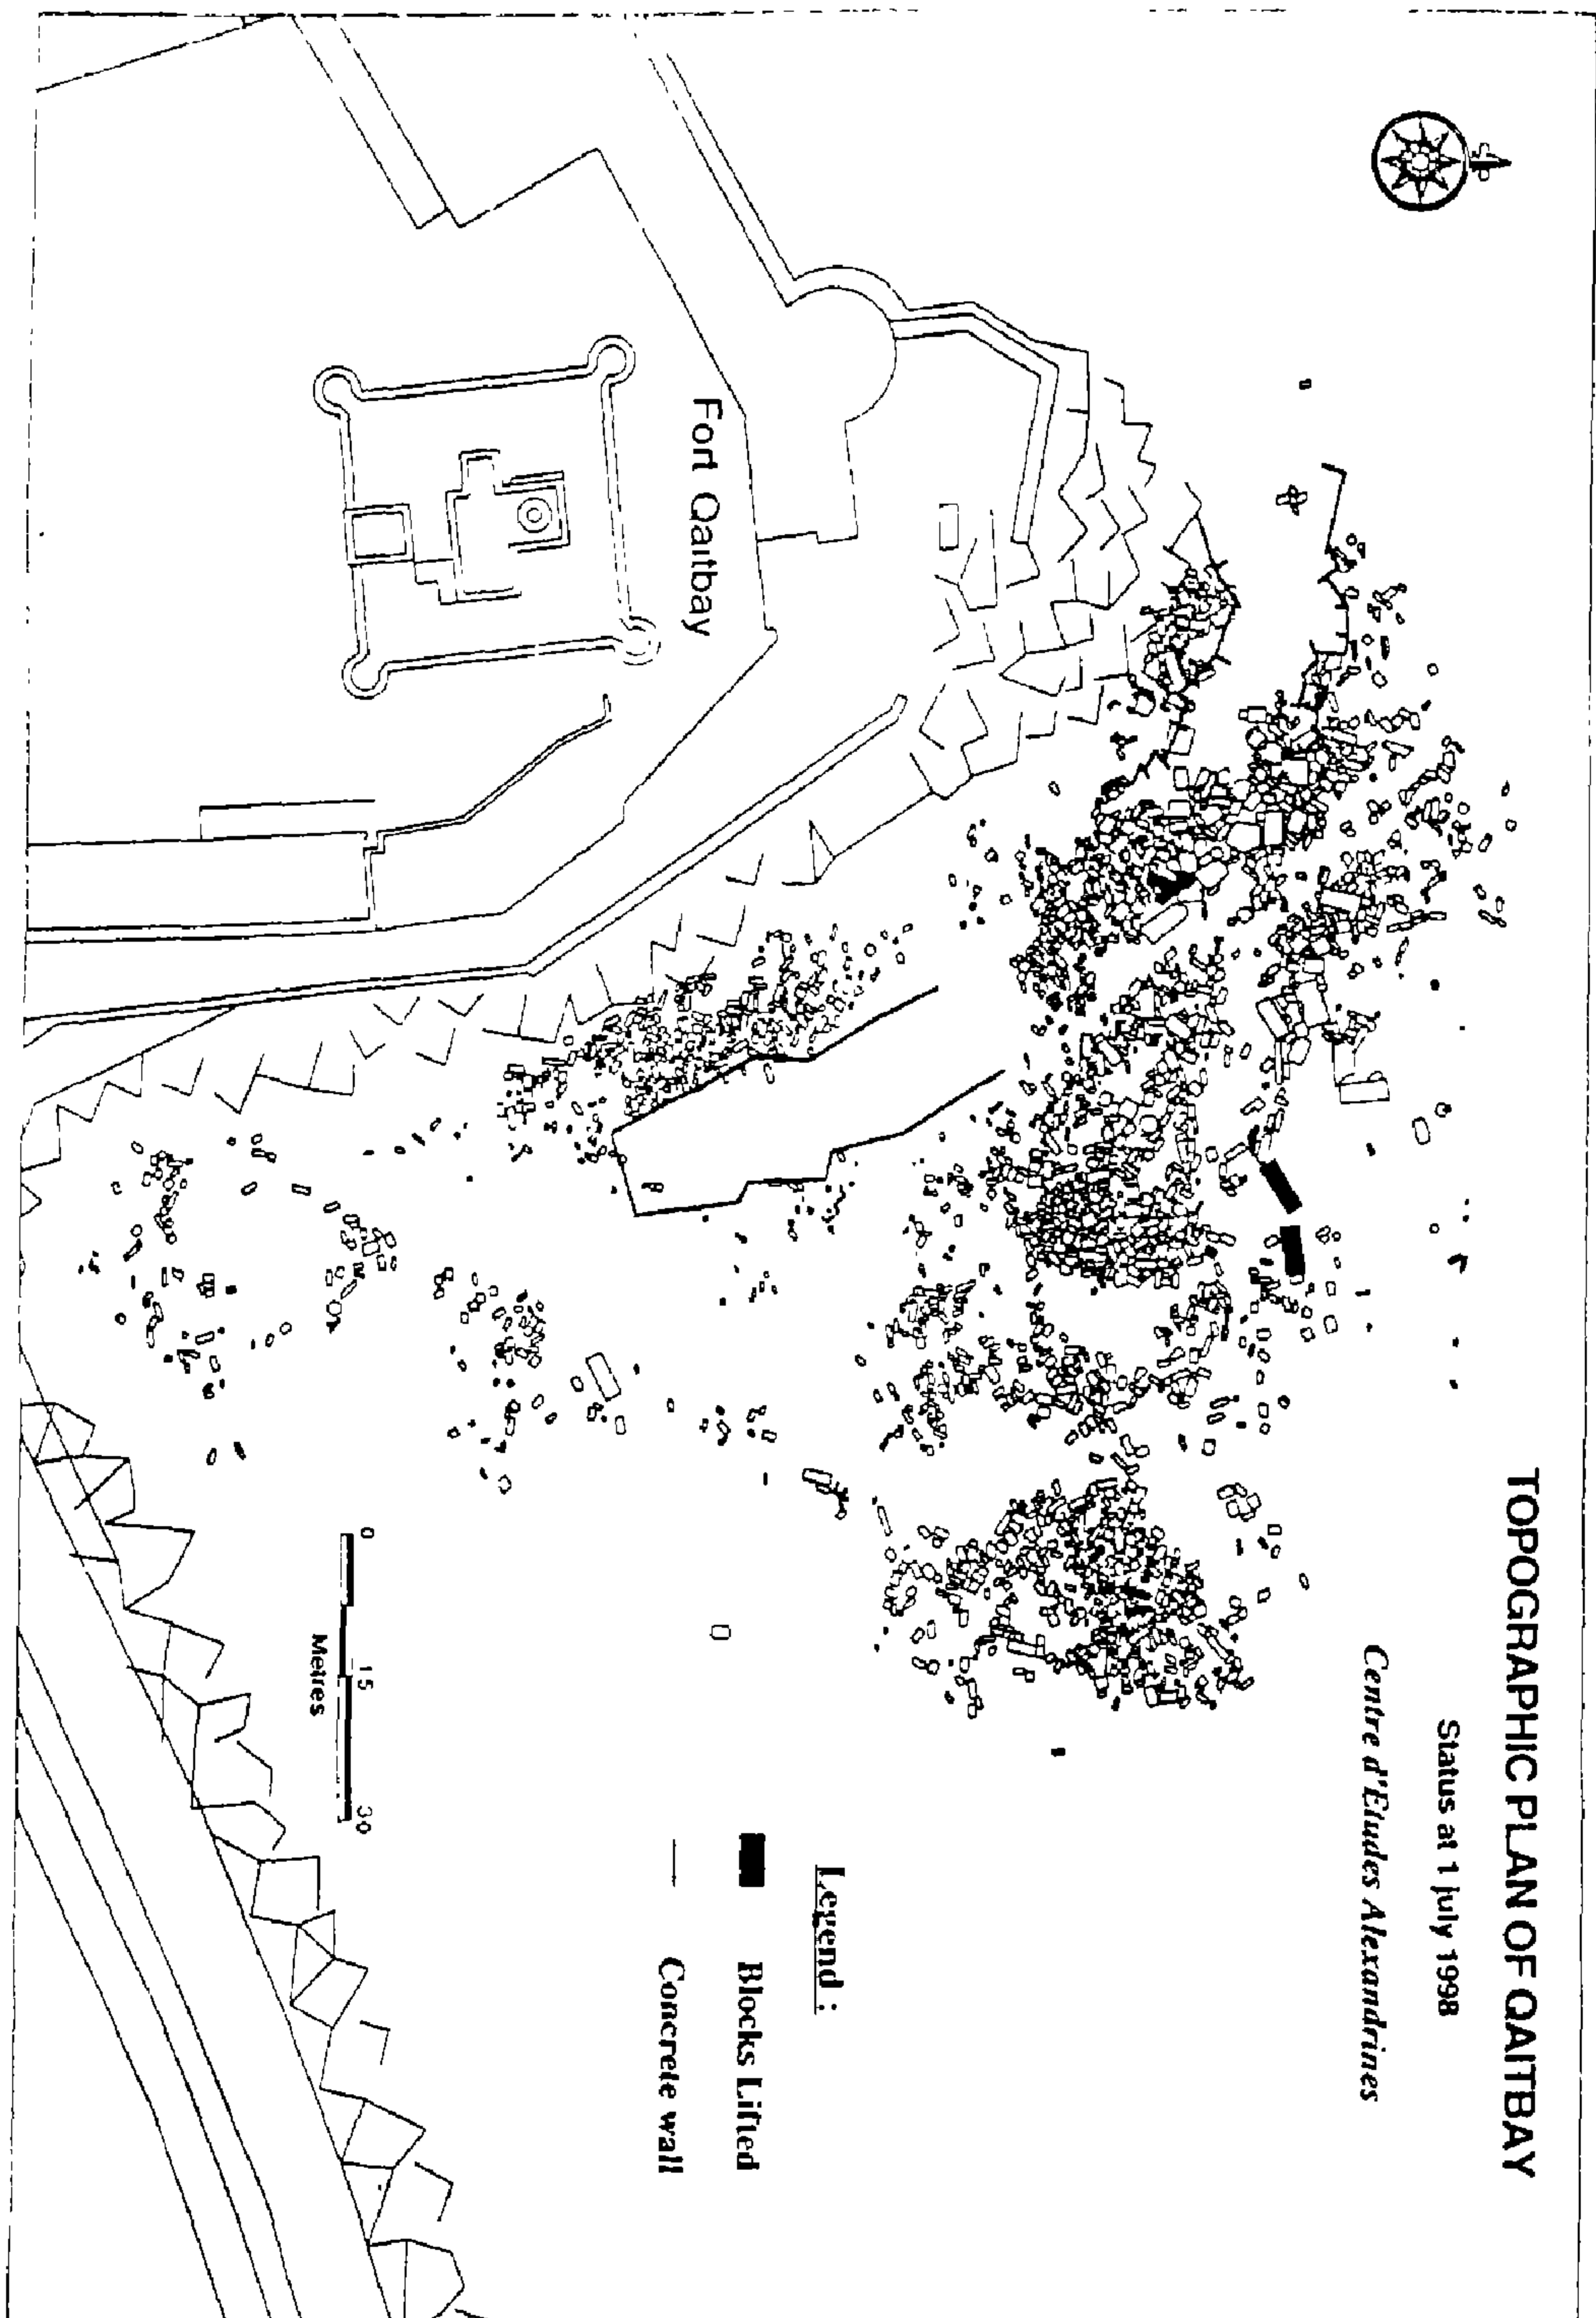 TOPOGRAPHIC PLAN OF QAITBAY
Status at 1 july 1998
Centre d'Etudes Alexandrines
Fort Qaitbay
Legend :
Blocks Lifted
Concrete wall
0 15 30
Metres